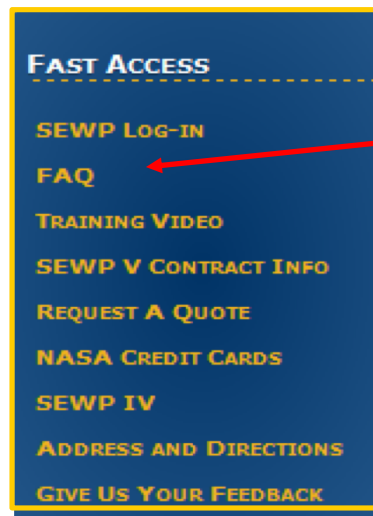 FAST ACCESS
SEWP LOG-IN
FAQ
TRAINING VIDEO
SEWP V CONTRACT INFO
REQUEST A QUOTE
NASA CREDIT CARDS
SEWP IV
ADDRESS AND DIRECTIONS
GIVE US YOUR FEEDBACK